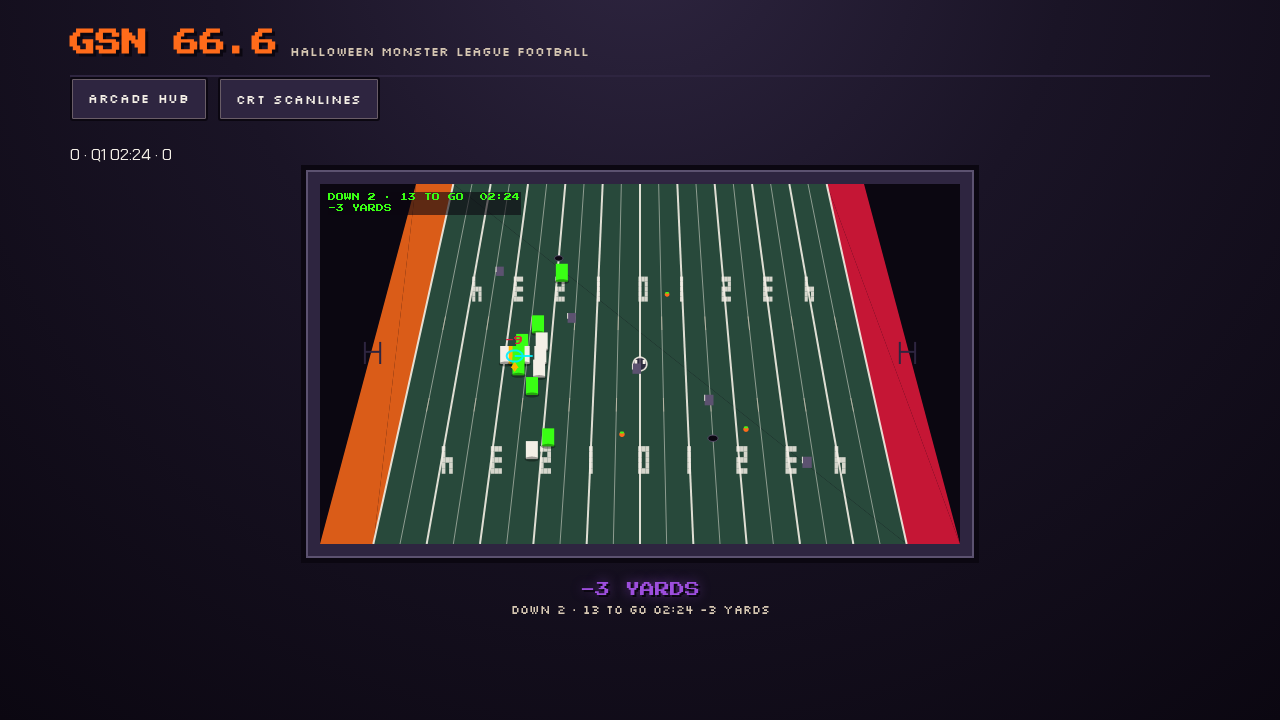 GSN 66.6 HALLOWEEN MONSTER LEAGUE FOOTBALL
ARCADE HUB CRT SCANLINES
0 · Q1 02:24 · 0
DOWN 2 · 13 TO GO 02:24
-3 YARDS
-3 YARDS
DOWN 2 · 13 TO GO 02:24 -3 YARDS